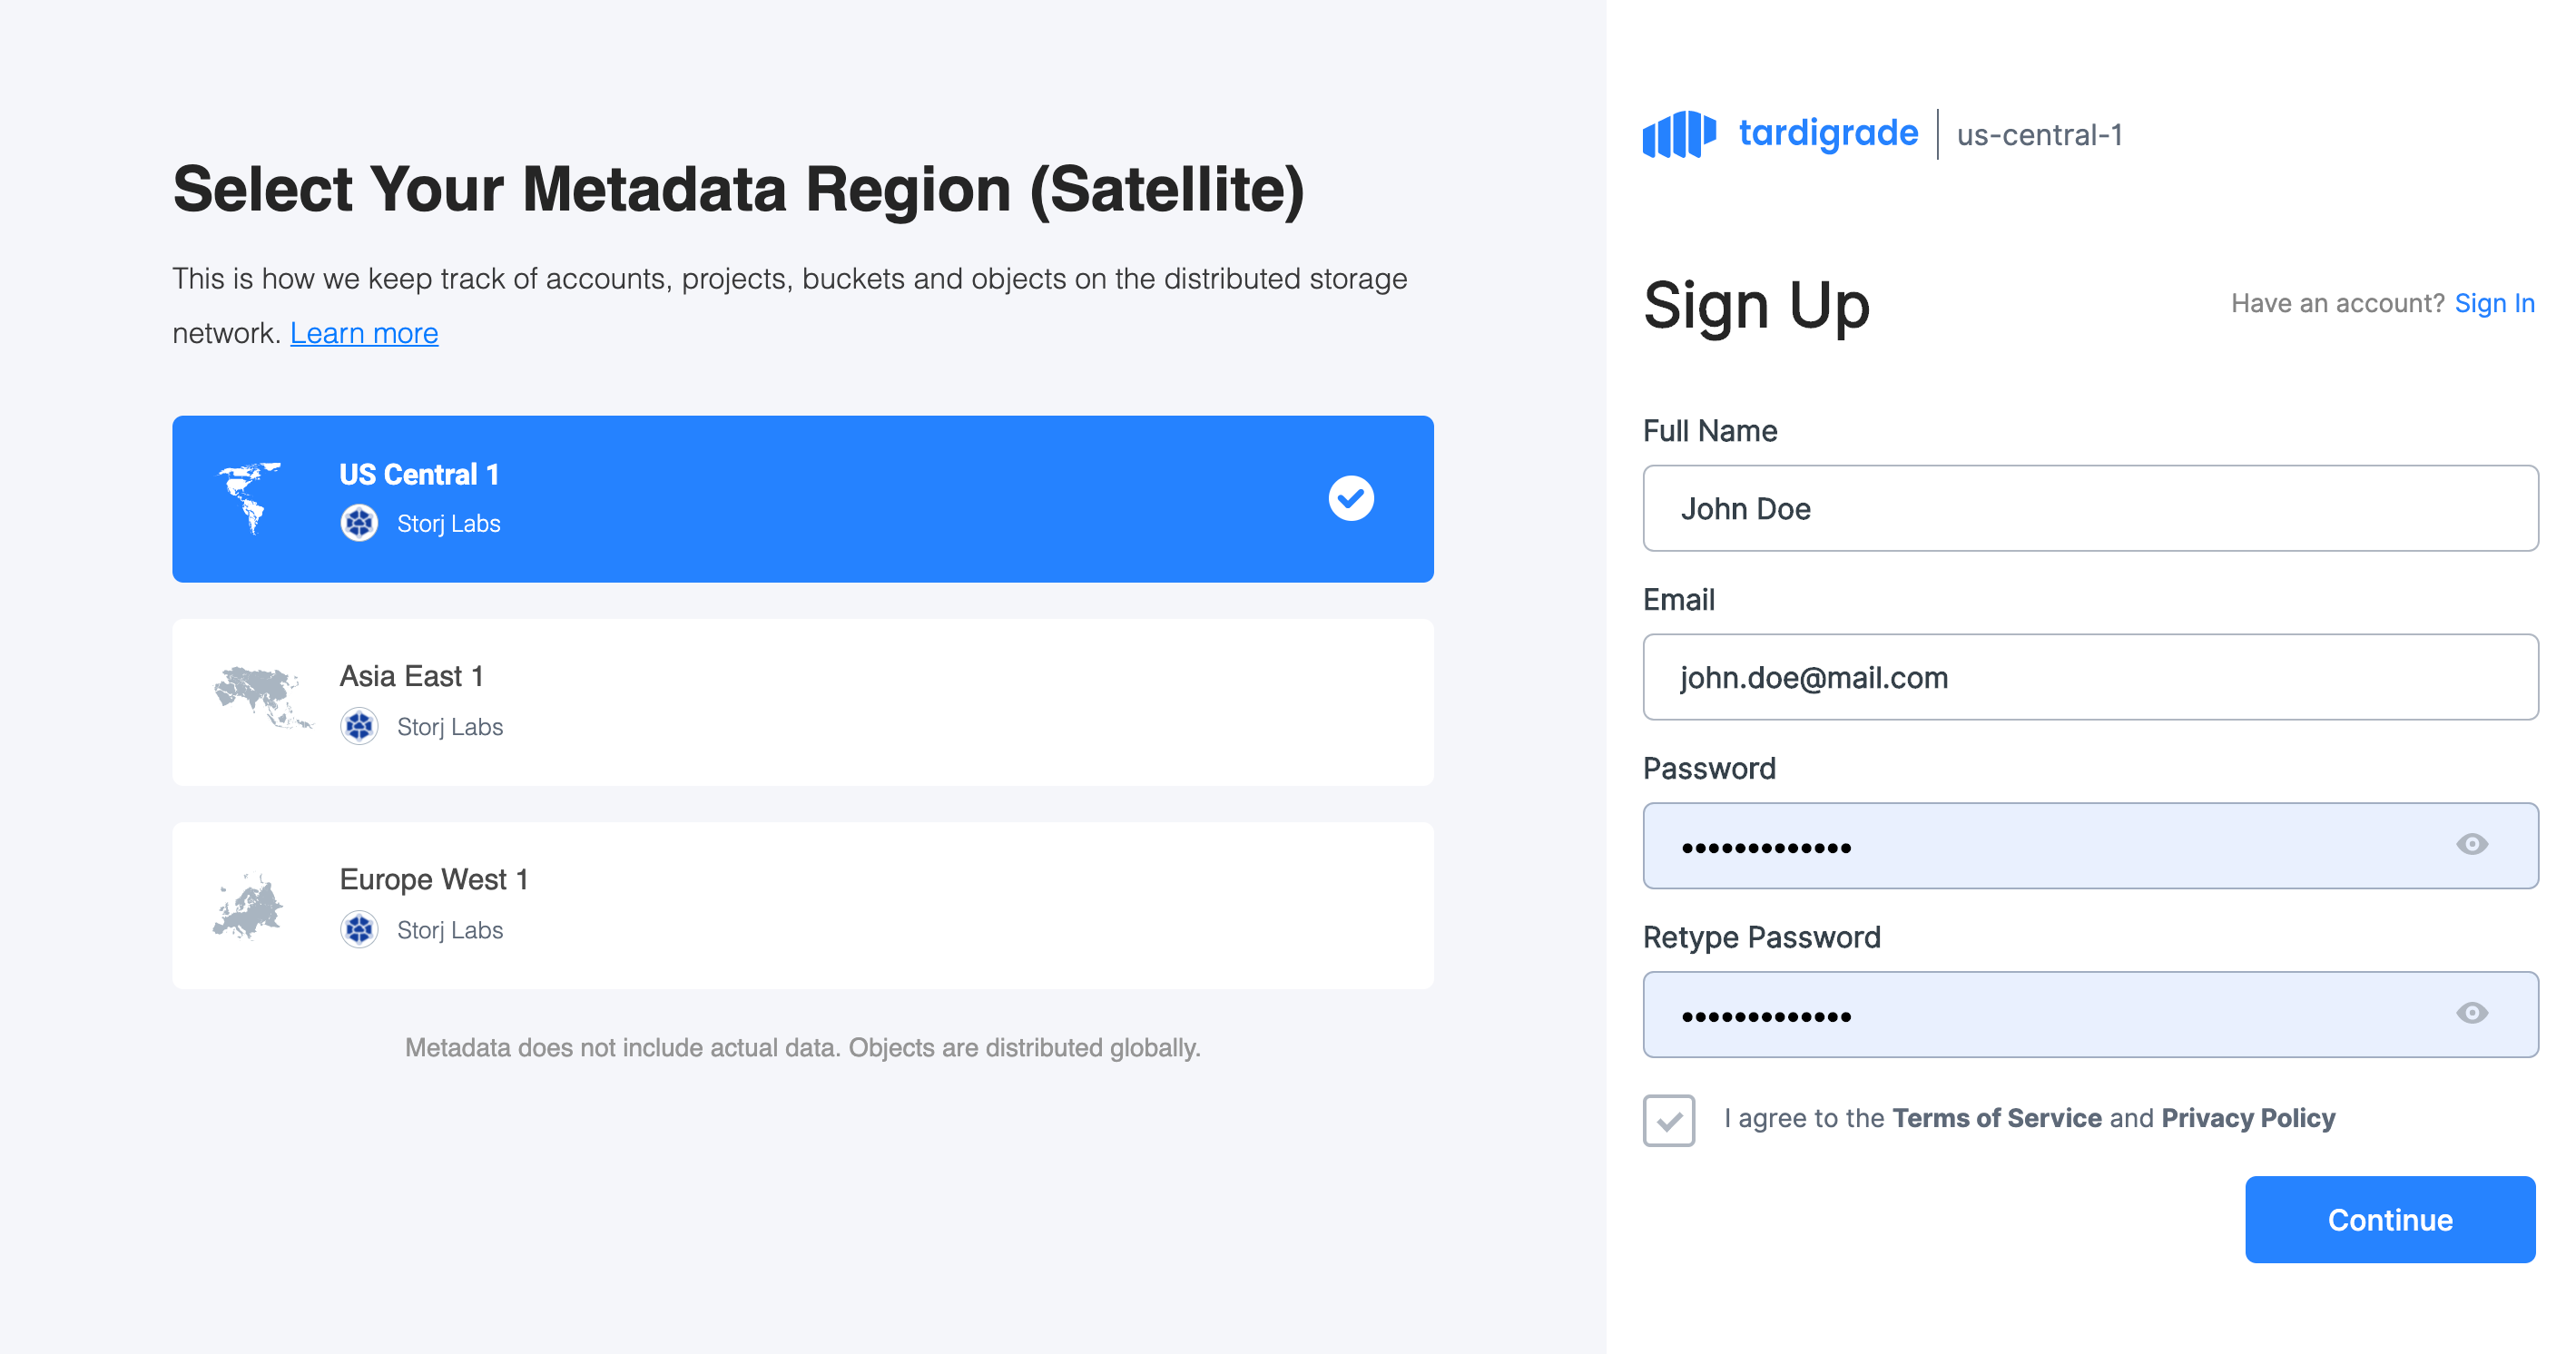 Select Your Metadata Region (Satellite)
This is how we keep track of accounts, projects, buckets and objects on the distributed storage
network. Learn more
US Central 1
Storj Labs
Asia East 1
Storj Labs
Europe West 1
Storj Labs
Metadata does not include actual data. Objects are distributed globally.
tardigrade | us-central-1
Sign Up
Have an account? Sign In
Full Name
John Doe
Email
john.doe@mail.com
Password
•••••••••••••
Retype Password
•••••••••••••
I agree to the Terms of Service and Privacy Policy
Continue